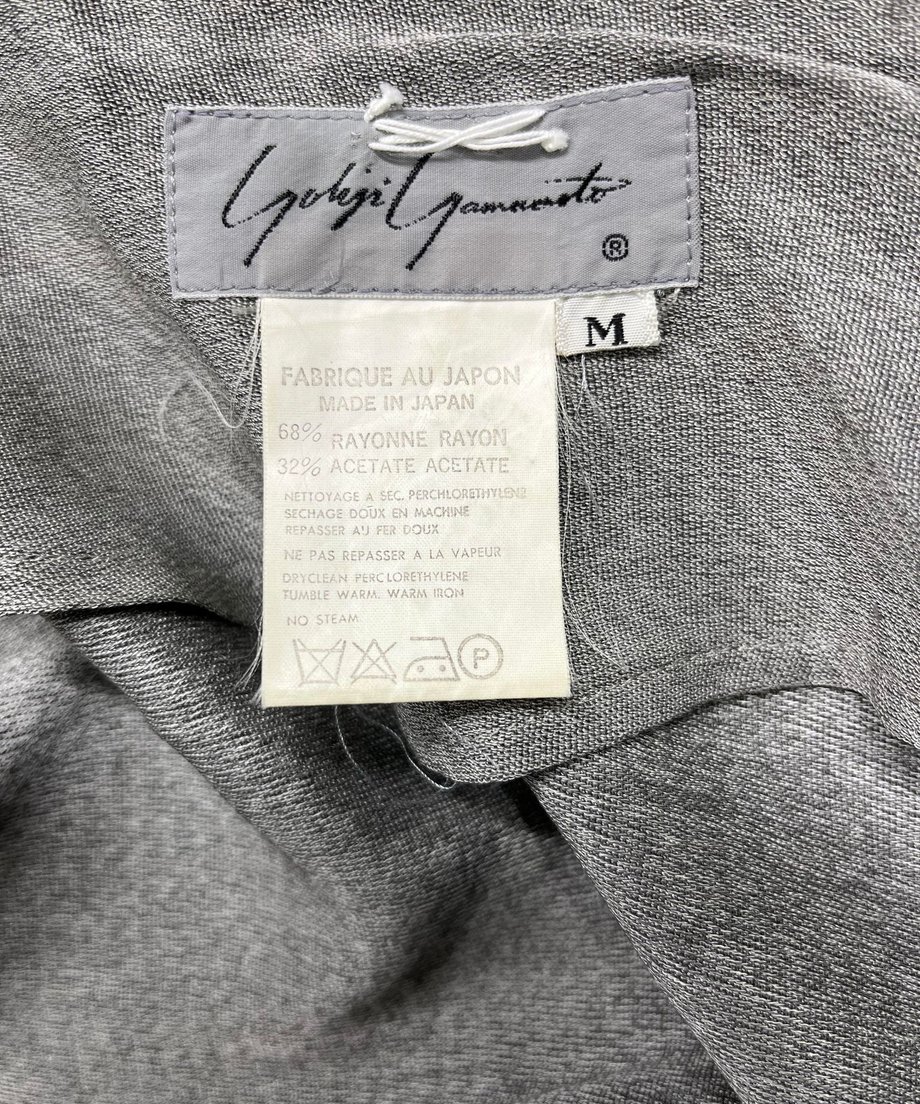 Yohji Yamamoto
®
M
FABRIQUE AU JAPON
MADE IN JAPAN
68% RAYONNE RAYON
32% ACETATE ACETATE
NETTOYAGE A SEC, PERCHLORETHYLENE
SECHAGE DOUX EN MACHINE
REPASSER AU FER DOUX
NE PAS REPASSER A LA VAPEUR
DRYCLEAN PERCLORETHYLENE
TUMBLE WARM. WARM IRON
NO STEAM
P